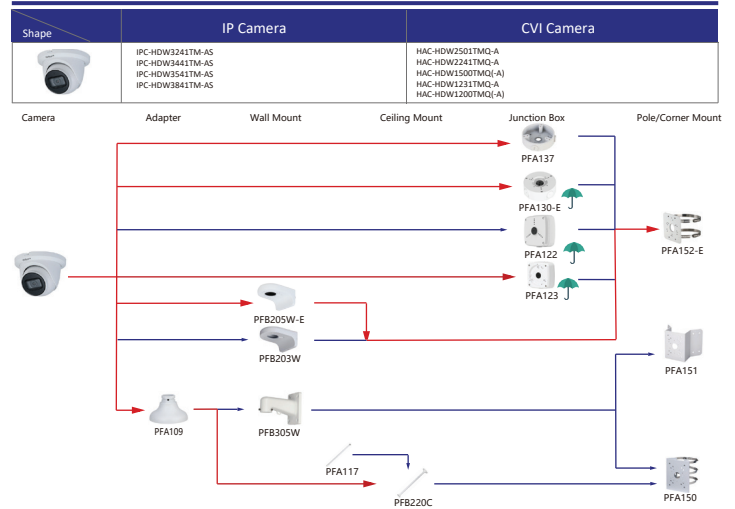 Shape
IP Camera
CVI Camera
IPC-HDW3241TM-AS
IPC-HDW3441TM-AS
IPC-HDW3541TM-AS
IPC-HDW3841TM-AS
HAC-HDW2501TMQ-A
HAC-HDW2241TMQ-A
HAC-HDW1500TMQ(-A)
HAC-HDW1231TMQ-A
HAC-HDW1200TMQ(-A)
Camera
Adapter
Wall Mount
Ceiling Mount
Junction Box
Pole/Corner Mount
PFA137
PFA130-E
PFA122
PFA152-E
PFA123
PFB205W-E
PFB203W
PFA151
PFA109
PFB305W
PFA117
PFB220C
PFA150